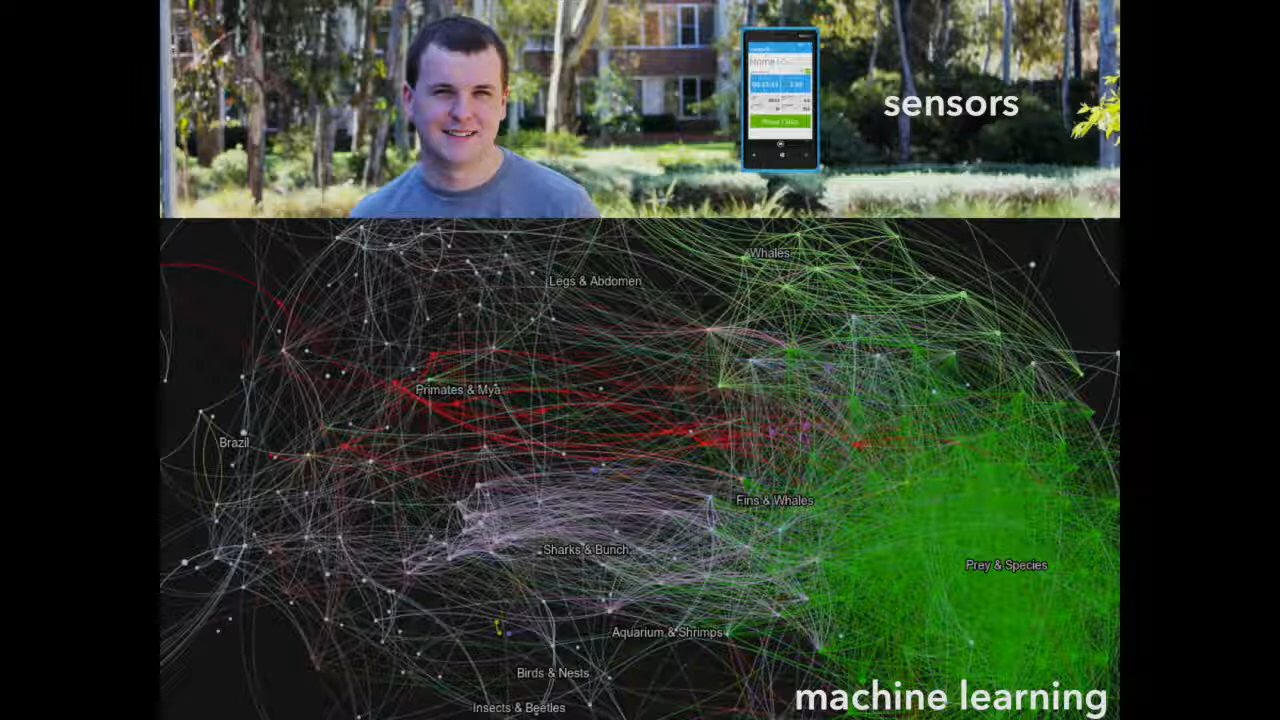 sensors
Home
Whales
Legs & Abdomen
Primates & Mya
Brazil
Fins & Whales
Sharks & Bunch
Prey & Species
Aquarium & Shrimps
Birds & Nests
machine learning
Insects & Beetles